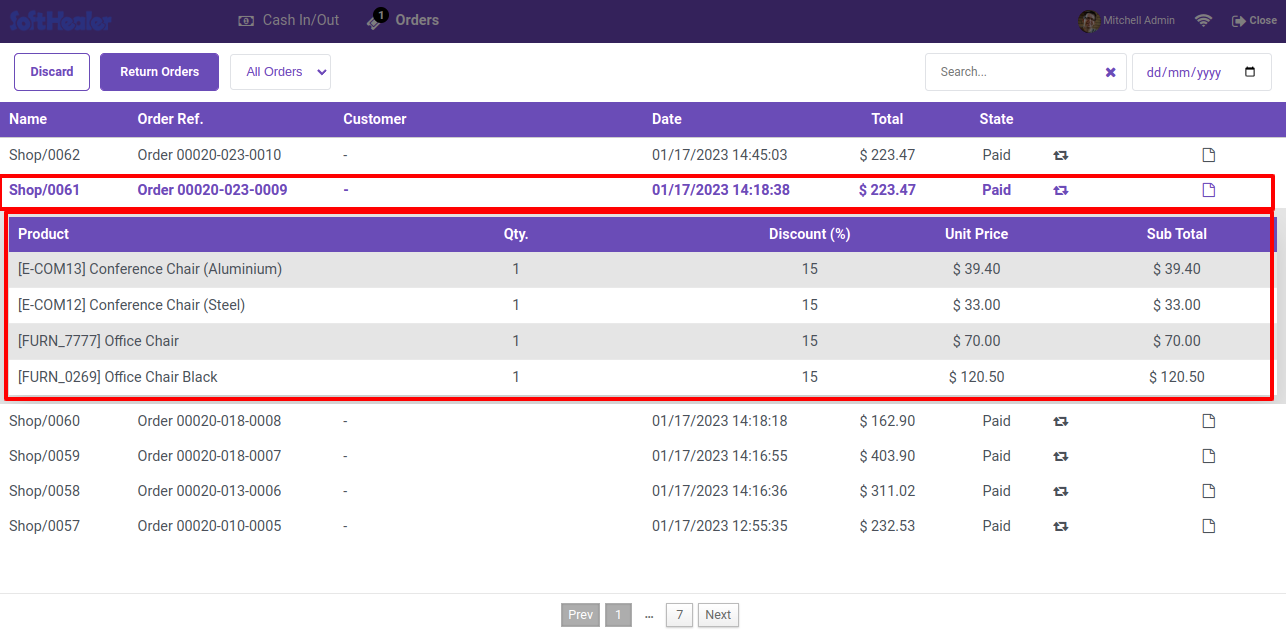 SoftHealer Cash In/Out 1 Orders Mitchell Admin Close
Discard Return Orders All Orders Search... dd/mm/yyyy
Name Order Ref. Customer Date Total State
Shop/0062 Order 00020-023-0010 - 01/17/2023 14:45:03 $ 223.47 Paid
Shop/0061 Order 00020-023-0009 - 01/17/2023 14:18:38 $ 223.47 Paid
Product Qty. Discount (%) Unit Price Sub Total
[E-COM13] Conference Chair (Aluminium) 1 15 $ 39.40 $ 39.40
[E-COM12] Conference Chair (Steel) 1 15 $ 33.00 $ 33.00
[FURN_7777] Office Chair 1 15 $ 70.00 $ 70.00
[FURN_0269] Office Chair Black 1 15 $ 120.50 $ 120.50
Shop/0060 Order 00020-018-0008 - 01/17/2023 14:18:18 $ 162.90 Paid
Shop/0059 Order 00020-018-0007 - 01/17/2023 14:16:55 $ 403.90 Paid
Shop/0058 Order 00020-013-0006 - 01/17/2023 14:16:36 $ 311.02 Paid
Shop/0057 Order 00020-010-0005 - 01/17/2023 12:55:35 $ 232.53 Paid
Prev 1 ... 7 Next